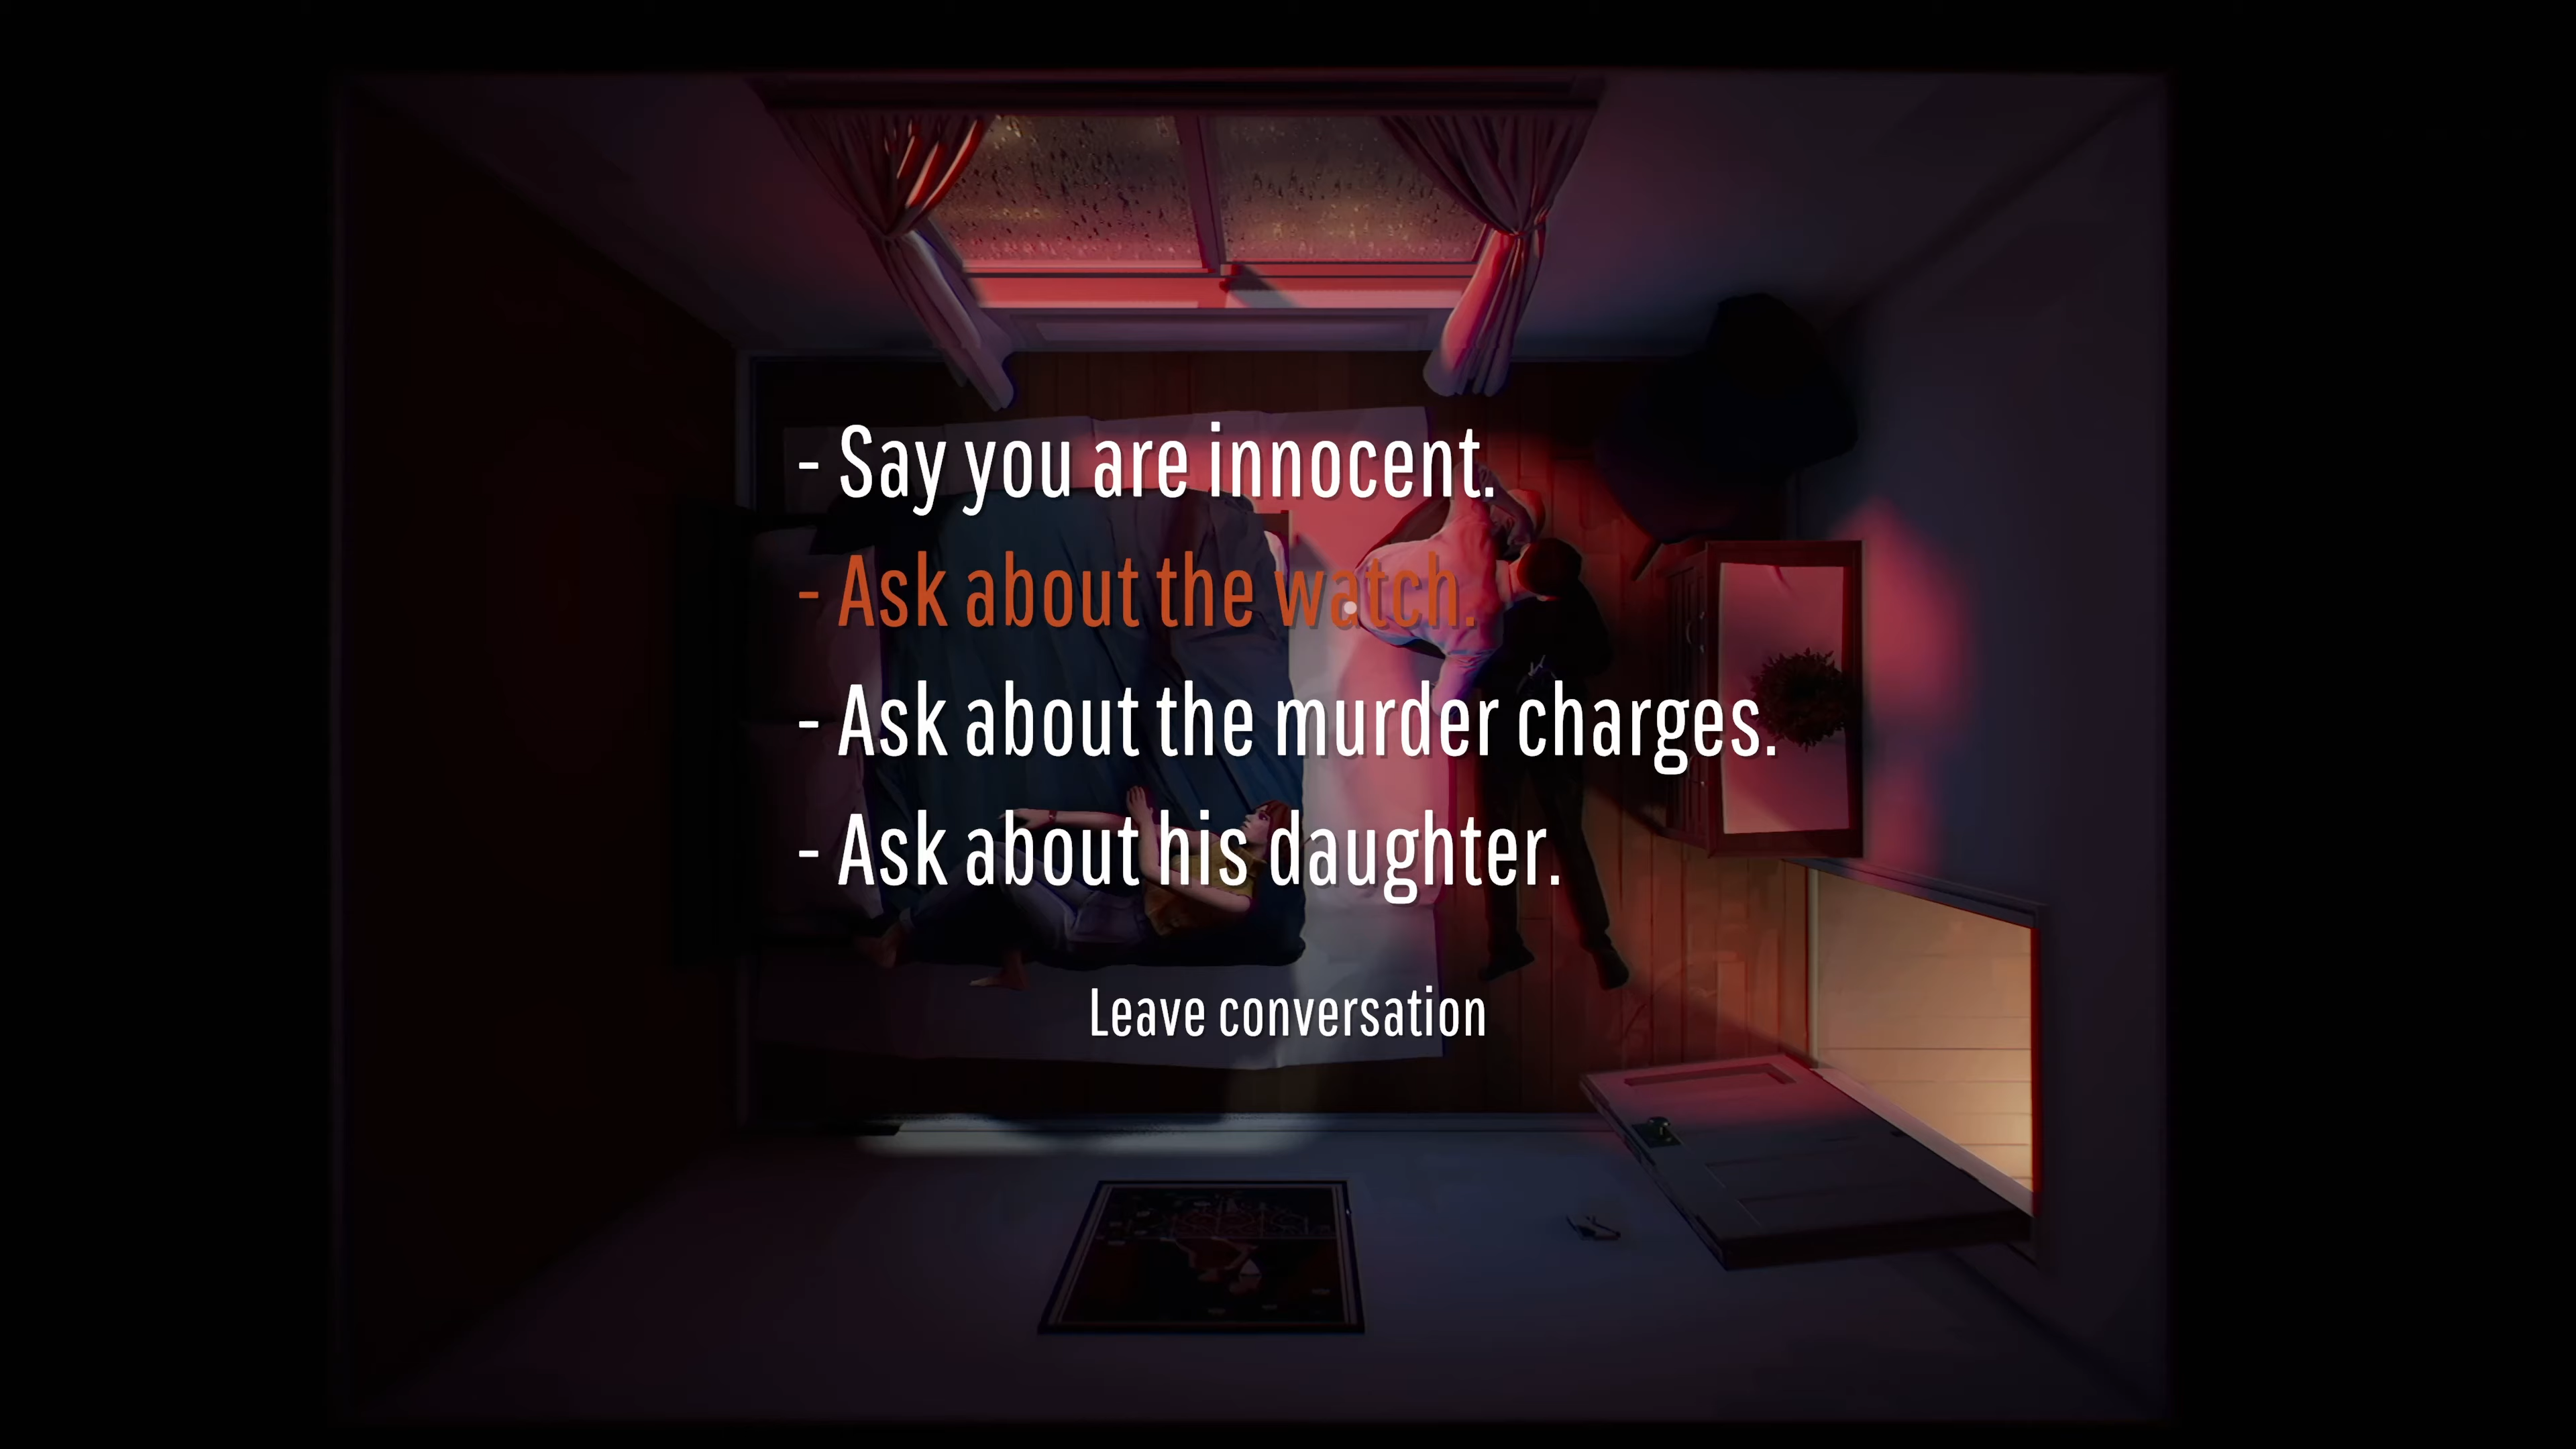 - Say you are innocent.
- Ask about the watch.
- Ask about the murder charges.
- Ask about his daughter.
Leave conversation